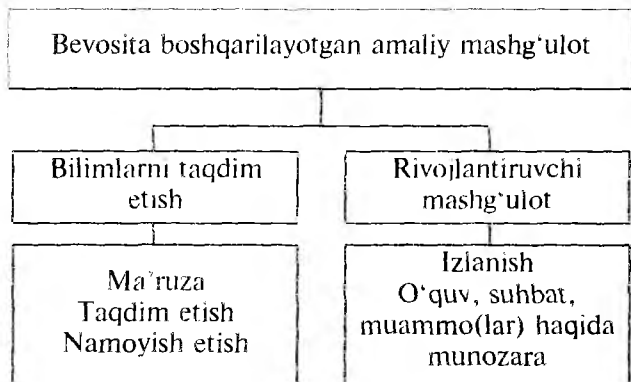 Bevosita boshqarilayotgan amaliy mashg‘ulot
Bilimlarni taqdim
etish
Rivojlantiruvchi
mashg‘ulot
Ma’ruza
Taqdim etish
Namoyish etish
Izlanish
O‘quv, suhbat,
muammo(lar) haqida
munozara